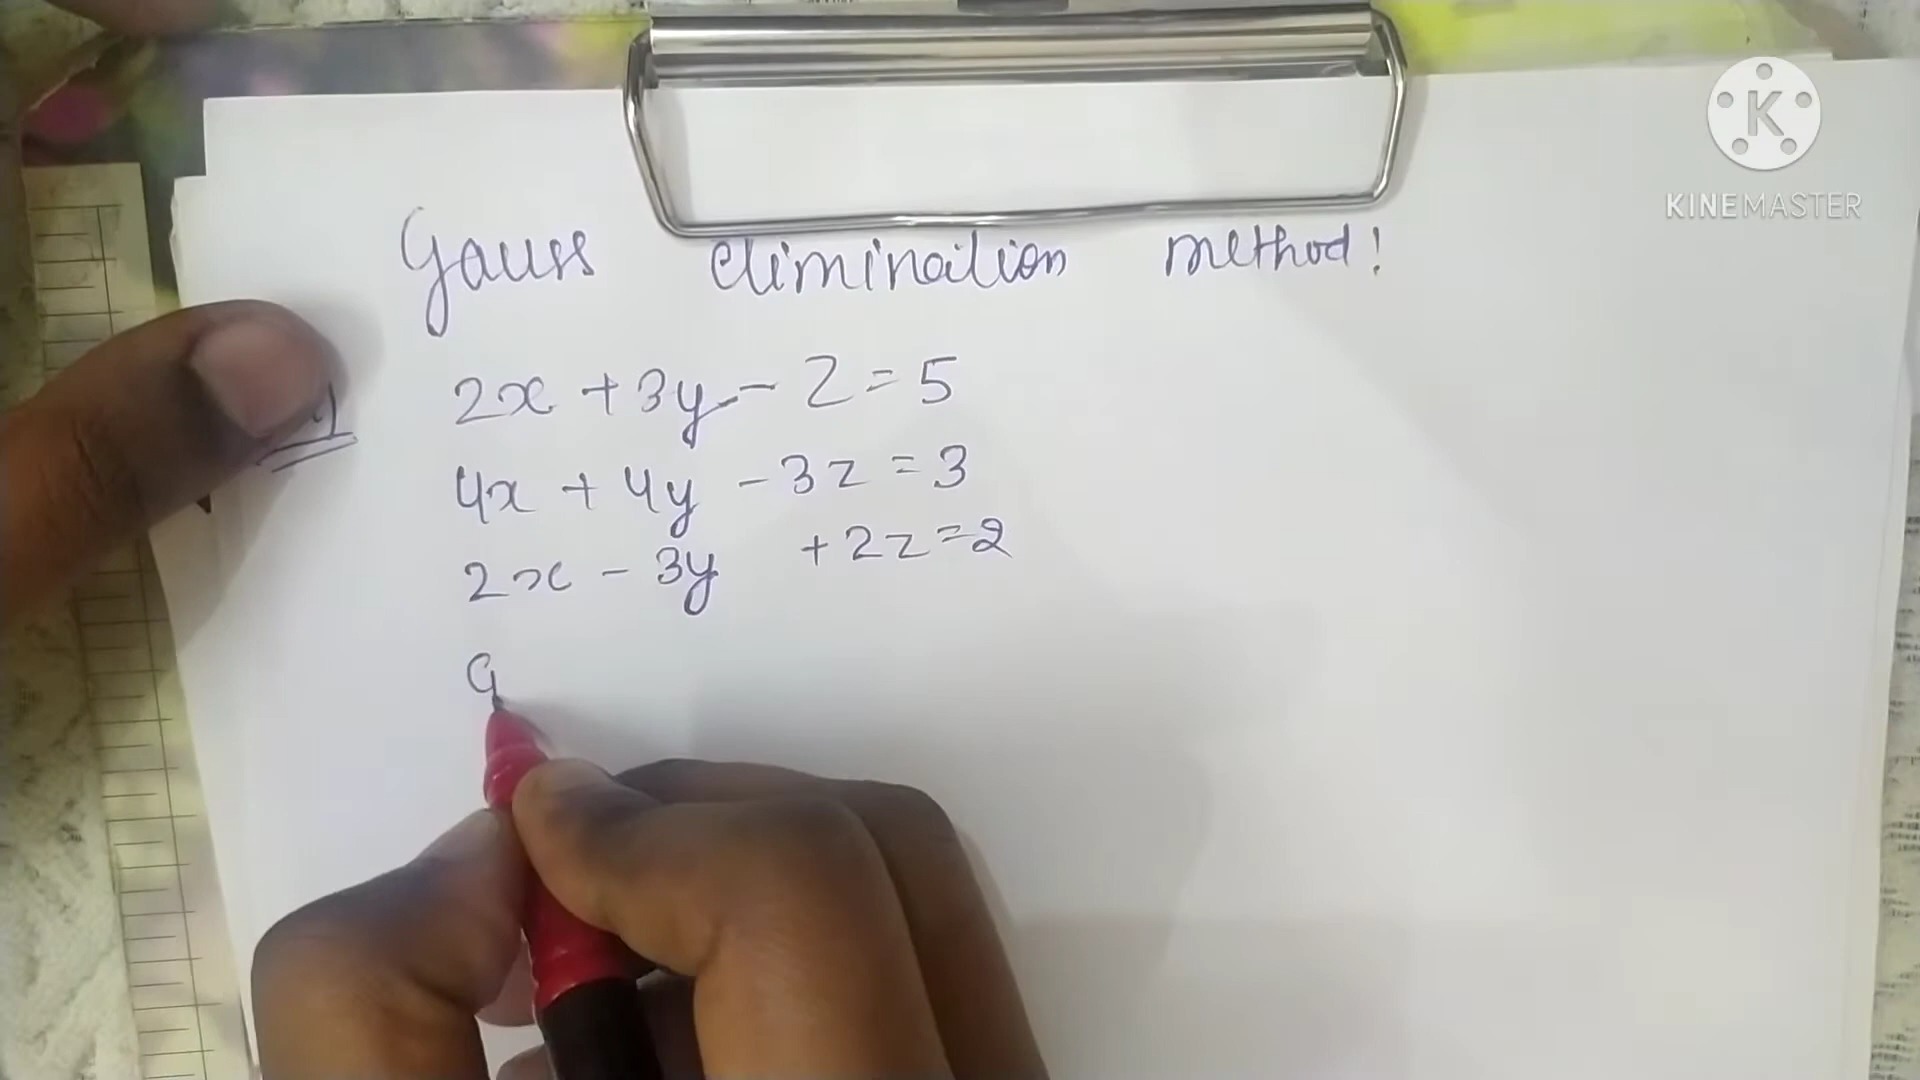 K
KINEMASTER
Gauss elimination method!
2x + 3y - z = 5
4x + 4y - 3z = 3
2x - 3y + 2z = 2
G